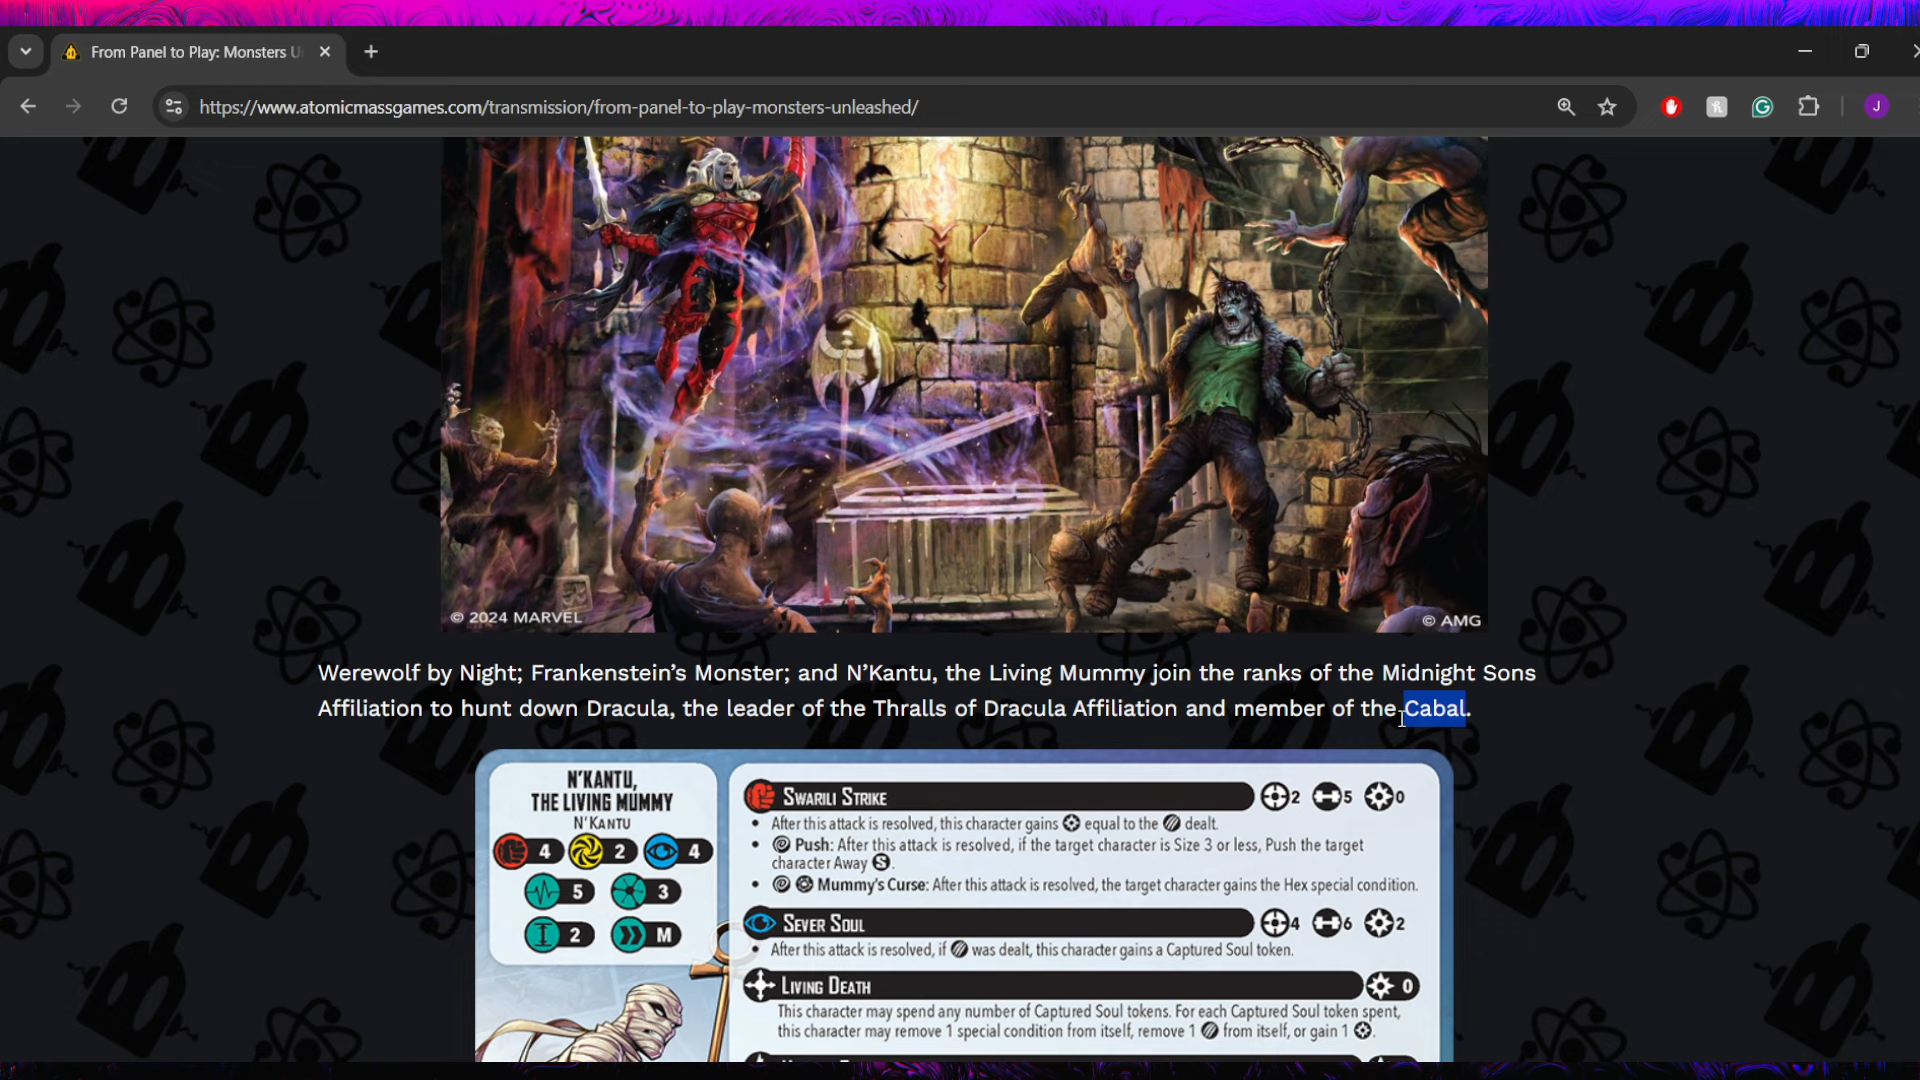 From Panel to Play: Monsters U
https://www.atomicmassgames.com/transmission/from-panel-to-play-monsters-unleashed/
J
© 2024 MARVEL
© AMG
Werewolf by Night; Frankenstein’s Monster; and N’Kantu, the Living Mummy join the ranks of the Midnight Sons
Affiliation to hunt down Dracula, the leader of the Thralls of Dracula Affiliation and member of the Cabal.
N'KANTU,
THE LIVING MUMMY
N'KANTU
4 2 4
5 3
2 M
SWARILI STRIKE 2 5 0
• After this attack is resolved, this character gains equal to the dealt.
• Push: After this attack is resolved, if the target character is Size 3 or less, Push the target
character Away S.
• Mummy's Curse: After this attack is resolved, the target character gains the Hex special condition.
SEVER SOUL 4 6 2
• After this attack is resolved, if was dealt, this character gains a Captured Soul token.
LIVING DEATH 0
This character may spend any number of Captured Soul tokens. For each Captured Soul token spent,
this character may remove 1 special condition from itself, remove 1 from itself, or gain 1 .